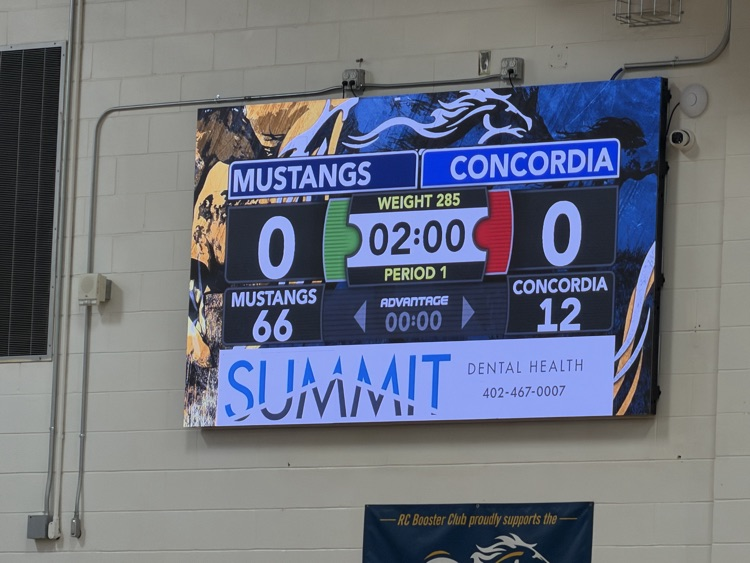 MUSTANGS CONCORDIA
WEIGHT 285
0 02:00 0
PERIOD 1
MUSTANGS ADVANTAGE CONCORDIA
66 00:00 12
SUMMIT DENTAL HEALTH
402-467-0007
RC Booster Club proudly supports the